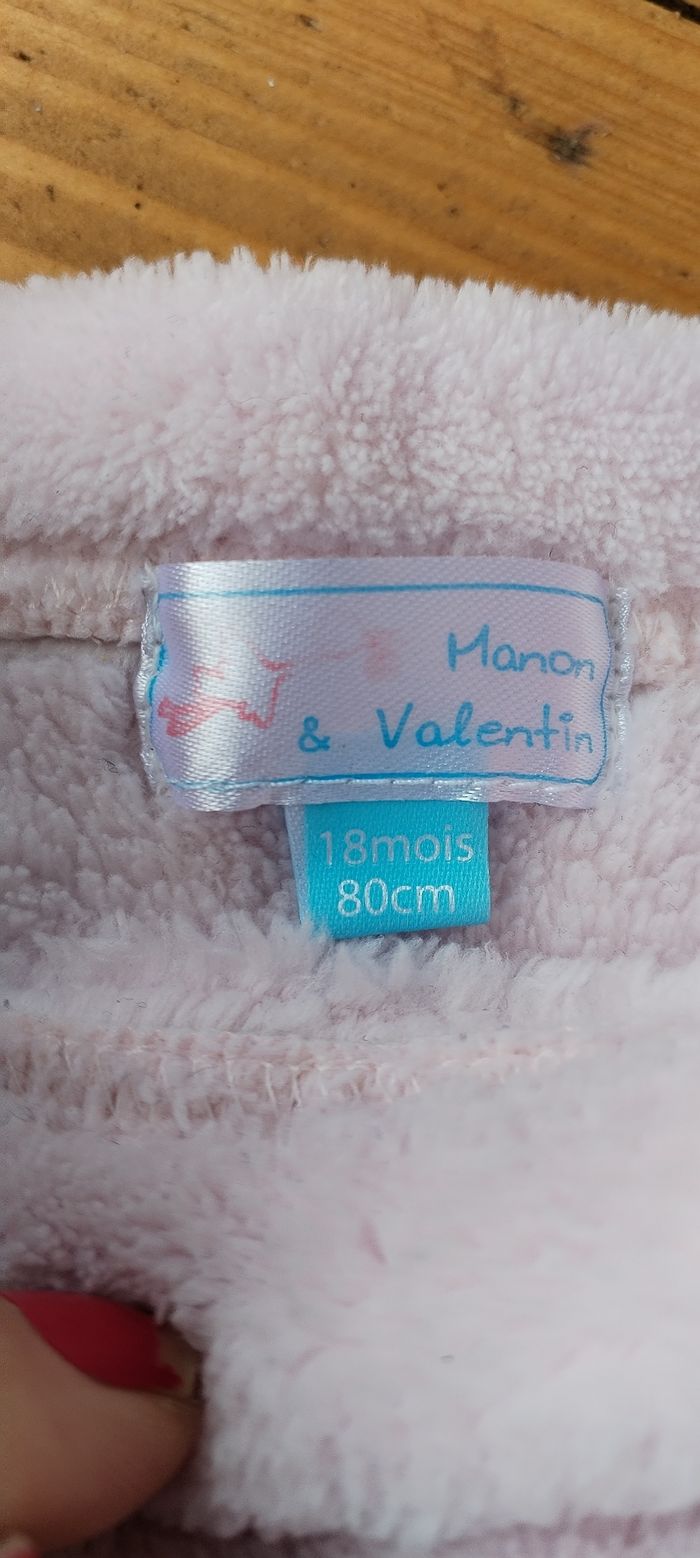 Manon
& Valentin
18mois
80cm